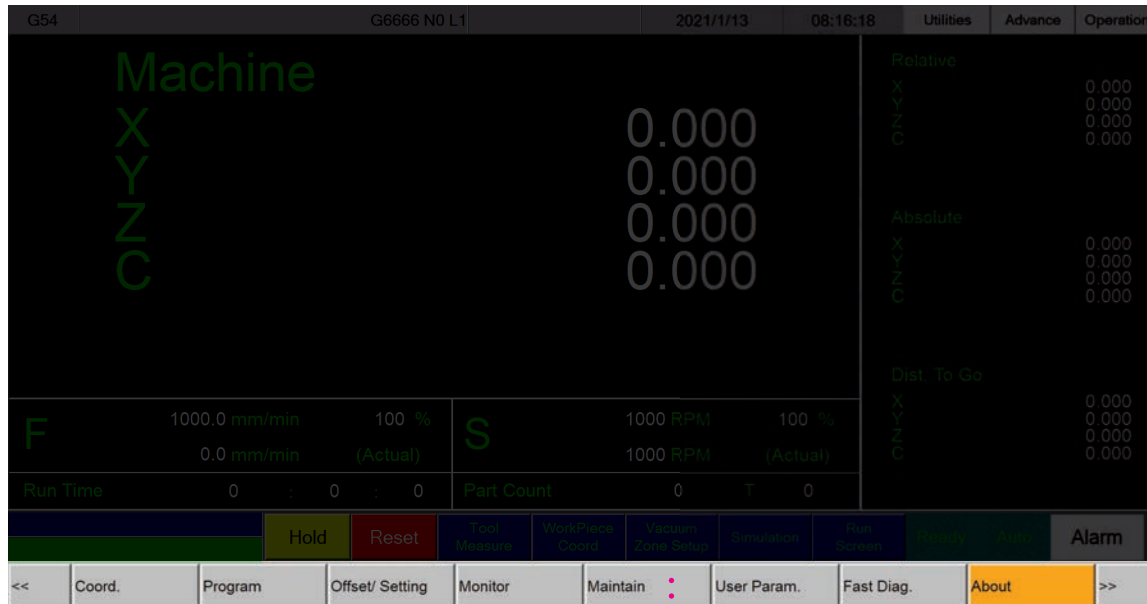 G54 G6666 N0 L1 2021/1/13 08:16:18 Utilities Advance Operation
Machine
X 0.000
Y 0.000
Z 0.000
C 0.000
Relative
X 0.000
Y 0.000
Z 0.000
C 0.000
Absolute
X 0.000
Y 0.000
Z 0.000
C 0.000
Dist. To Go
X 0.000
Y 0.000
Z 0.000
C 0.000
F 1000.0 mm/min 100 %
0.0 mm/min (Actual)
S 1000 RPM 100 %
1000 RPM (Actual)
Run Time 0 : 0 : 0 Part Count 0 T 0
Hold Reset Tool Measure WorkPiece Coord Vacuum Zone Setup Simulation Run Screen Ready Auto Alarm
<< Coord. Program Offset/ Setting Monitor Maintain : User Param. Fast Diag. About >>